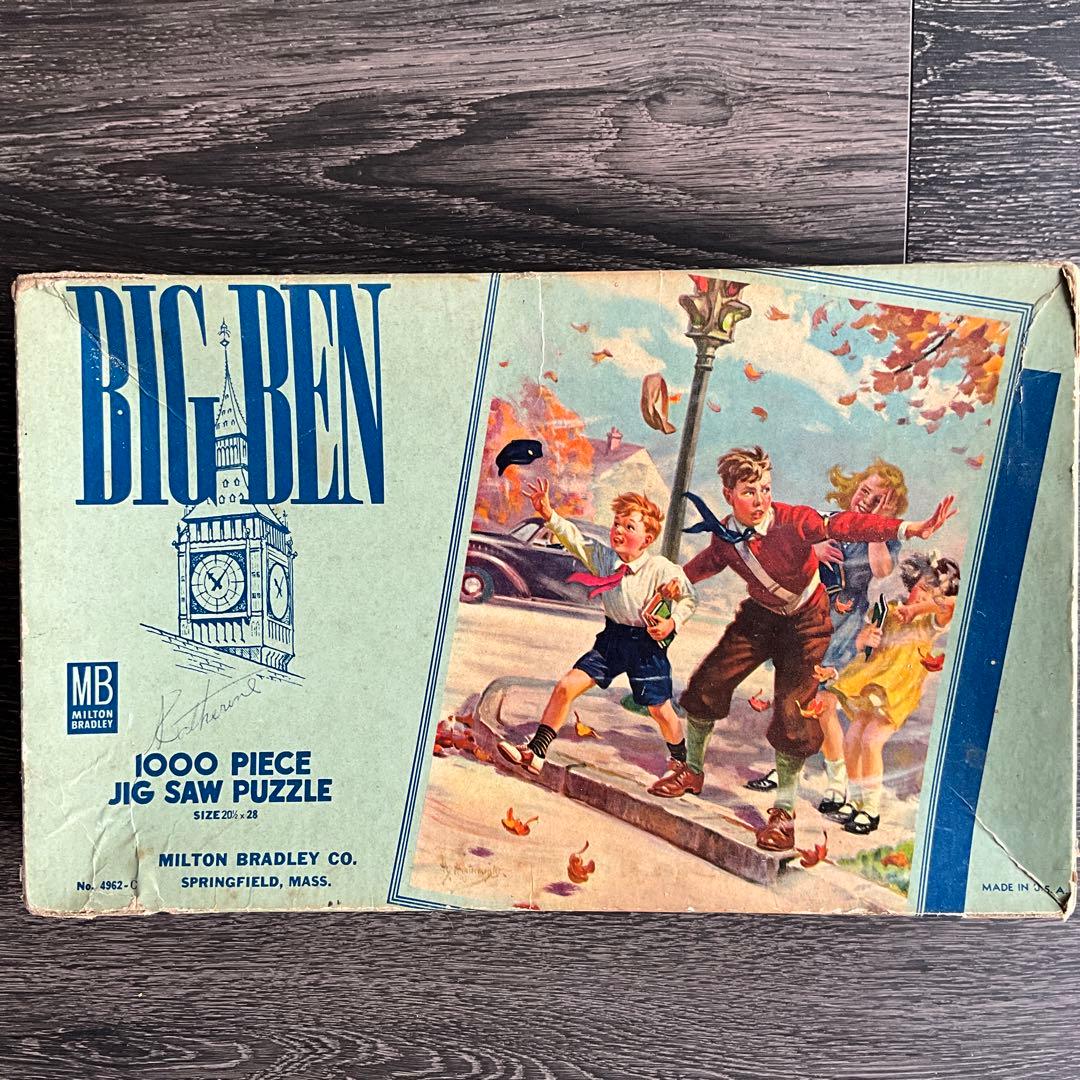 BIG BEN
MB
MILTON
BRADLEY
Katherine
1000 PIECE
JIG SAW PUZZLE
SIZE 20½ x 28
MILTON BRADLEY CO.
SPRINGFIELD, MASS.
No. 4962-C
MADE IN U.S.A.